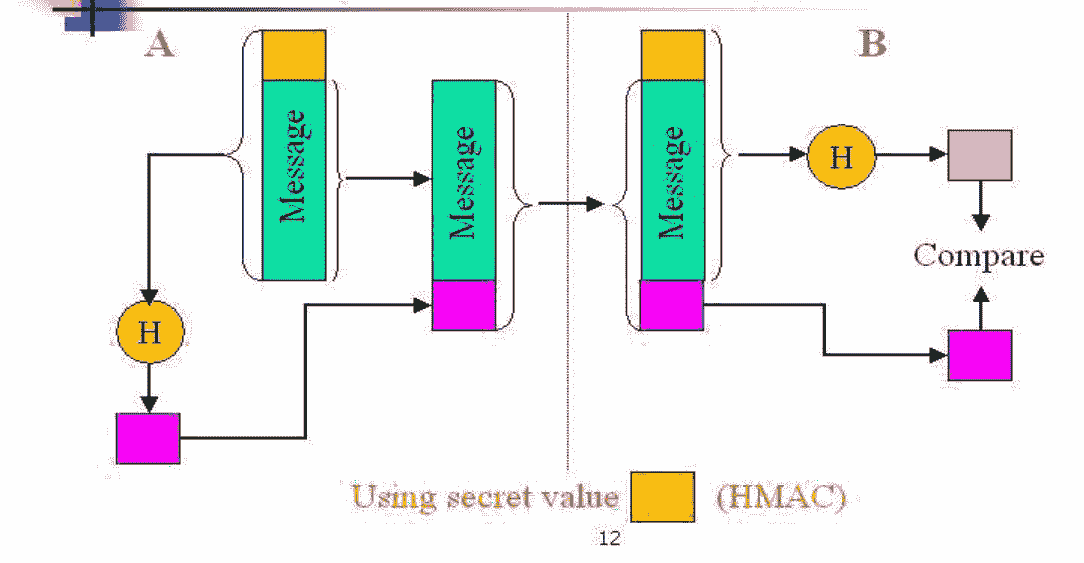 A
B
Message
Message
Message
H
H
Compare
Using secret value (HMAC)
12